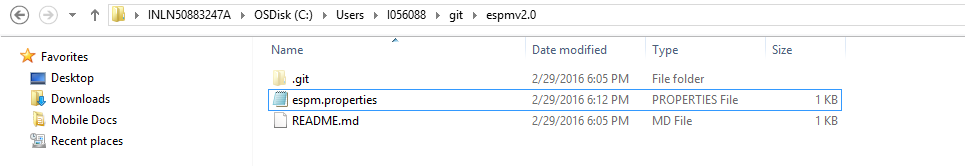 INLN50883247A ▸ OSDisk (C:) ▸ Users ▸ I056088 ▸ git ▸ espmv2.0
Favorites
Desktop
Downloads
Mobile Docs
Recent places
Name Date modified Type Size
.git 2/29/2016 6:05 PM File folder
espm.properties 2/29/2016 6:12 PM PROPERTIES File 1 KB
README.md 2/29/2016 6:05 PM MD File 1 KB